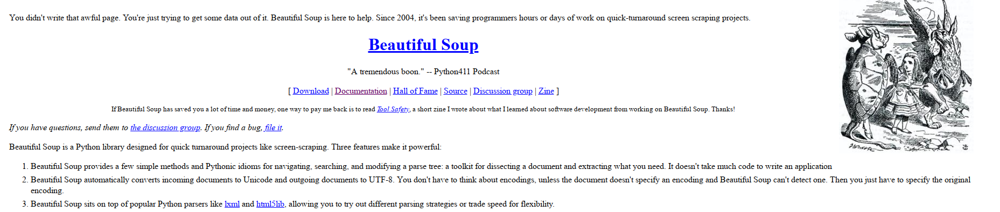 You didn't write that awful page. You're just trying to get some data out of it. Beautiful Soup is here to help. Since 2004, it's been saving programmers hours or days of work on quick-turnaround screen scraping projects.
Beautiful Soup
"A tremendous boon." -- Python411 Podcast
[ Download | Documentation | Hall of Fame | Source | Discussion group | Zine ]
If Beautiful Soup has saved you a lot of time and money, one way to pay me back is to read Tool Safety, a short zine I wrote about what I learned about software development from working on Beautiful Soup. Thanks!
If you have questions, send them to the discussion group. If you find a bug, file it.
Beautiful Soup is a Python library designed for quick turnaround projects like screen-scraping. Three features make it powerful:
1. Beautiful Soup provides a few simple methods and Pythonic idioms for navigating, searching, and modifying a parse tree: a toolkit for dissecting a document and extracting what you need. It doesn't take much code to write an application
2. Beautiful Soup automatically converts incoming documents to Unicode and outgoing documents to UTF-8. You don't have to think about encodings, unless the document doesn't specify an encoding and Beautiful Soup can't detect one. Then you just have to specify the original
encoding.
3. Beautiful Soup sits on top of popular Python parsers like lxml and html5lib, allowing you to try out different parsing strategies or trade speed for flexibility.